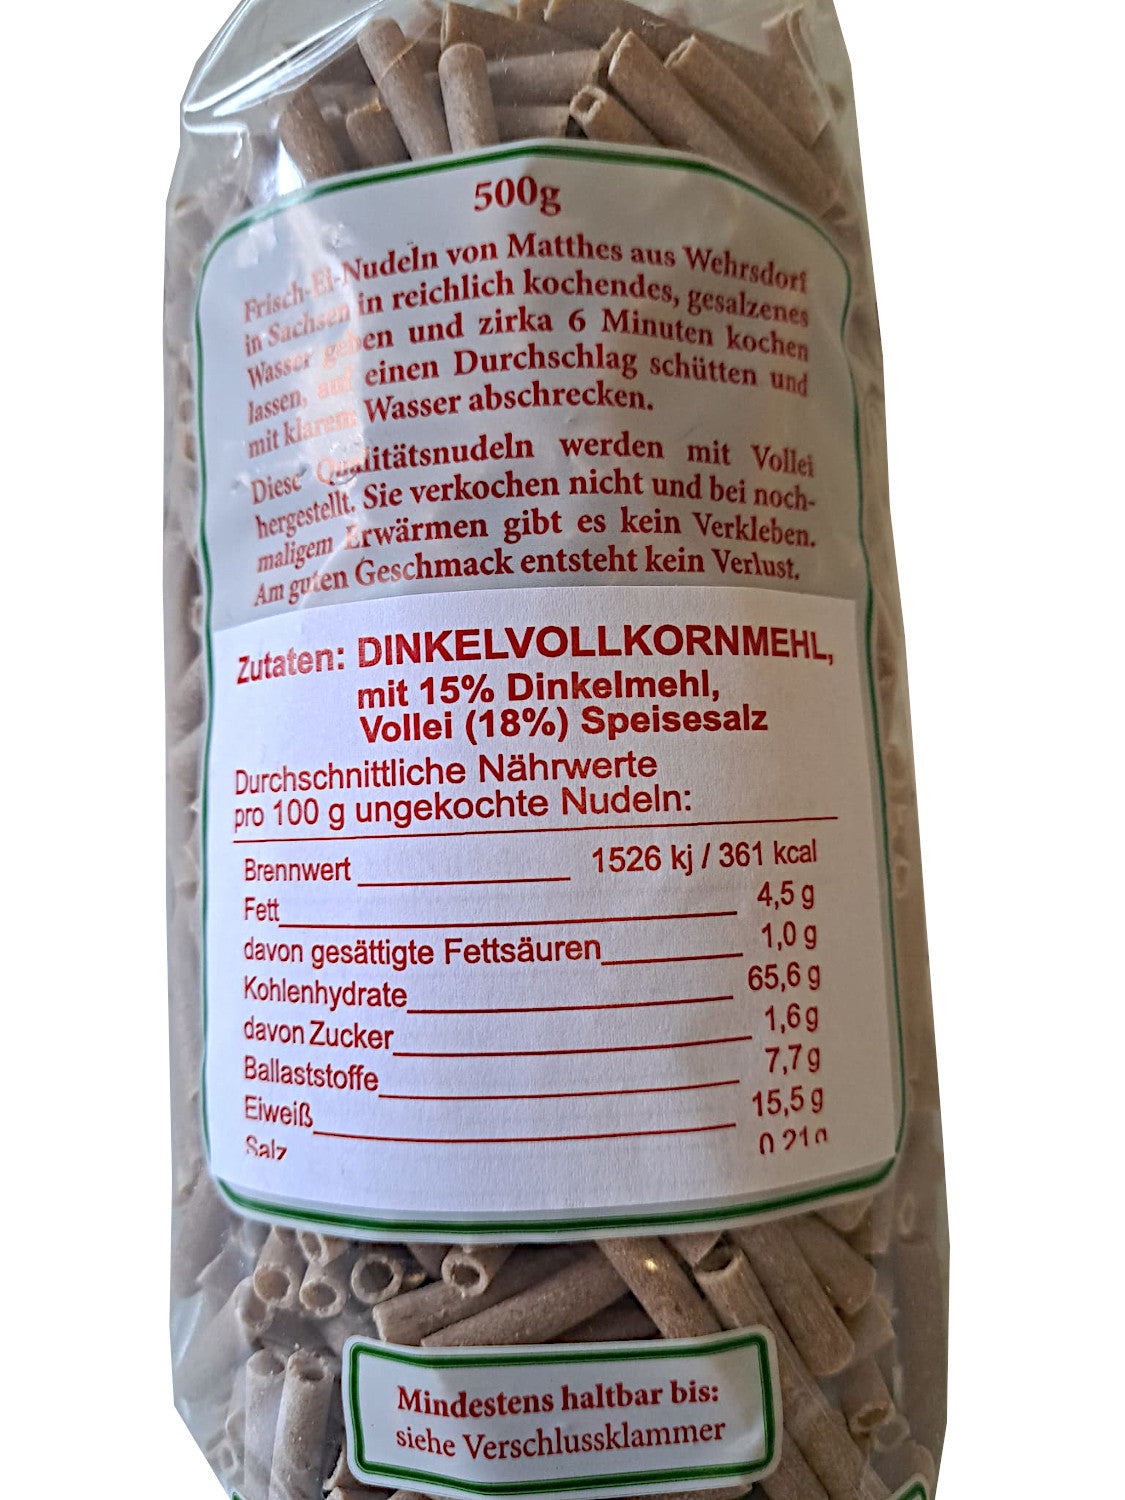 500g
Frisch-Ei-Nudeln von Matthes aus Wehrsdorf
in Sachsen in reichlich kochendes, gesalzenes
Wasser geben und zirka 6 Minuten kochen
lassen, auf einen Durchschlag schütten und
mit klarem Wasser abschrecken.
Diese Qualitätsnudeln werden mit Vollei
hergestellt. Sie verkochen nicht und bei noch-
maligem Erwärmen gibt es kein Verkleben.
Am guten Geschmack entsteht kein Verlust.
Zutaten: DINKELVOLLKORNMEHL,
mit 15% Dinkelmehl,
Vollei (18%) Speisesalz
Durchschnittliche Nährwerte
pro 100 g ungekochte Nudeln:
Brennwert 1526 kj / 361 kcal
Fett 4,5 g
davon gesättigte Fettsäuren 1,0 g
Kohlenhydrate 65,6 g
davon Zucker 1,6 g
Ballaststoffe 7,7 g
Eiweiß 15,5 g
Salz 0,21g
Mindestens haltbar bis:
siehe Verschlussklammer